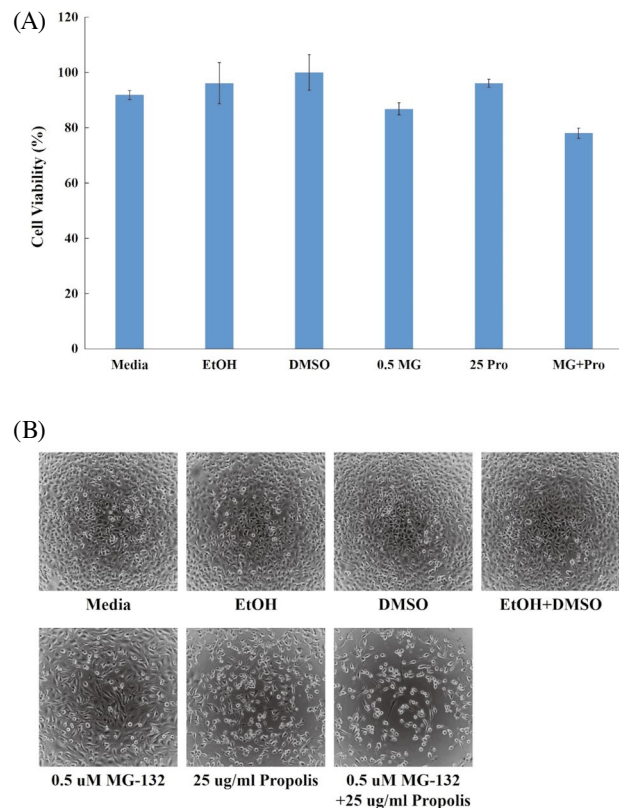 (A)
120
100
80
60
40
20
0
Cell Viability (%)
Media EtOH DMSO 0.5 MG 25 Pro MG+Pro
(B)
Media EtOH DMSO EtOH+DMSO
0.5 uM MG-132 25 ug/ml Propolis 0.5 uM MG-132
+25 ug/ml Propolis